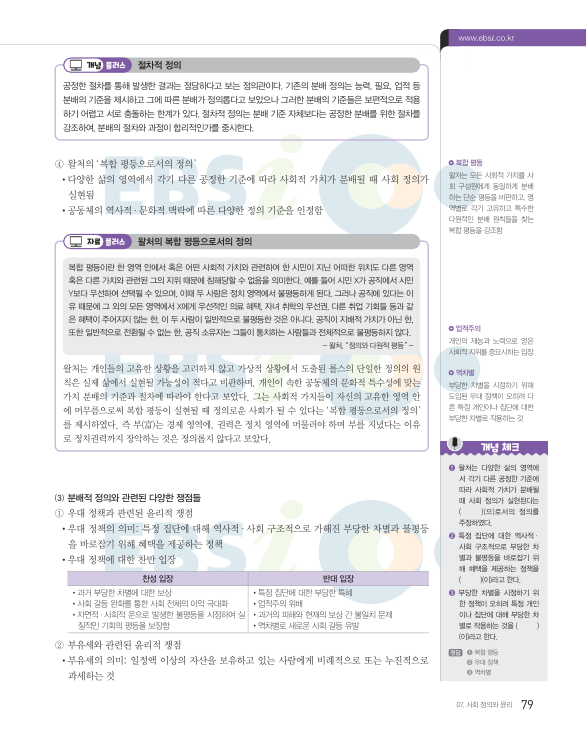 www.ebsi.co.kr
개념 플러스 절차적 정의
공정한 절차를 통해 발생한 결과는 정당하다고 보는 정의관이다. 기존의 분배 정의는 능력, 필요, 업적 등
분배의 기준을 제시하고 그에 따른 분배가 정의롭다고 보았으나 그러한 분배의 기준들은 보편적으로 적용
하기 어렵고 서로 충돌하는 한계가 있다. 절차적 정의는 분배 기준 자체보다는 공정한 분배를 위한 절차를
강조하여, 분배의 절차와 과정이 합리적인가를 중시한다.
④ 왈처의 ‘복합 평등으로서의 정의’
• 다양한 삶의 영역에서 각기 다른 공정한 기준에 따라 사회적 가치가 분배될 때 사회 정의가
실현됨
• 공동체의 역사적·문화적 맥락에 따른 다양한 정의 기준을 인정함
자료 플러스 왈처의 복합 평등으로서의 정의
복합 평등이란 한 영역 안에서 혹은 어떤 사회적 가치와 관련하여 한 시민이 지닌 어떠한 위치도 다른 영역
혹은 다른 가치와 관련된 그의 지위 때문에 침해당할 수 없음을 의미한다. 예를 들어 시민 X가 공직에서 시민
Y보다 우선하여 선택될 수 있으며, 이때 두 사람은 정치 영역에서 불평등하게 된다. 그러나 공직에 있다는 이
유 때문에 그 외의 모든 영역에서 X에게 우선적인 의료 혜택, 자녀 취학의 우선권, 다른 취업 기회들 등과 같
은 혜택이 주어지지 않는 한, 이 두 사람이 일반적으로 불평등한 것은 아니다. 공직이 지배적 가치가 아닌 한,
또한 일반적으로 전환될 수 없는 한, 공직 소유자는 그들이 통치하는 사람들과 전체적으로 불평등하지 않다.
– 왈처, “정의와 다원적 평등” –
왈처는 개인들의 고유한 상황을 고려하지 않고 가상적 상황에서 도출된 롤스의 단일한 정의의 원
칙은 실제 삶에서 실현될 가능성이 적다고 비판하며, 개인이 속한 공동체의 문화적 특수성에 맞는
가치 분배의 기준과 절차에 따라야 한다고 보았다. 그는 사회적 가치들이 자신의 고유한 영역 안
에 머무름으로써 복합 평등이 실현될 때 정의로운 사회가 될 수 있다는 ‘복합 평등으로서의 정의’
를 제시하였다. 즉 부(富)는 경제 영역에, 권력은 정치 영역에 머물러야 하며 부를 지녔다는 이유
로 정치권력까지 장악하는 것은 정의롭지 않다고 보았다.
(3) 분배적 정의와 관련된 다양한 쟁점들
① 우대 정책과 관련된 윤리적 쟁점
• 우대 정책의 의미: 특정 집단에 대해 역사적·사회 구조적으로 가해진 부당한 차별과 불평등
을 바로잡기 위해 혜택을 제공하는 정책
• 우대 정책에 대한 찬반 입장
찬성 입장 반대 입장
• 과거 부당한 차별에 대한 보상
• 사회 갈등 완화를 통한 사회 전체의 이익 극대화
• 자연적·사회적 운으로 발생한 불평등을 시정하여 실
질적인 기회의 평등을 보장함
• 특정 집단에 대한 부당한 특혜
• 업적주의 위배
• 과거의 피해와 현재의 보상 간 불일치 문제
• 역차별로 새로운 사회 갈등 유발
② 부유세와 관련된 윤리적 쟁점
• 부유세의 의미: 일정액 이상의 자산을 보유하고 있는 사람에게 비례적으로 또는 누진적으로
과세하는 것
복합 평등
왈처는 모든 사회적 가치를 사
회 구성원에게 동일하게 분배
하는 단순 평등을 비판하고, 영
역별로 각기 고유하고 특수한
다원적인 분배 원칙들을 찾는
복합 평등을 강조함
업적주의
개인의 재능과 노력으로 얻은
사회적 지위를 중요시하는 입장
역차별
부당한 차별을 시정하기 위해
도입된 우대 정책이 오히려 다
른 특정 개인이나 집단에 대한
부당한 차별로 작용하는 것
개념 체크
❶ 왈처는 다양한 삶의 영역에
서 각기 다른 공정한 기준에
따라 사회적 가치가 분배될
때 사회 정의가 실현된다는
( )(으)로서의 정의를
주장하였다.
❷ 특정 집단에 대한 역사적·
사회 구조적으로 부당한 차
별과 불평등을 바로잡기 위
해 혜택을 제공하는 정책을
( )(이)라고 한다.
❸ 부당한 차별을 시정하기 위
한 정책이 오히려 특정 개인
이나 집단에 대해 부당한 차
별로 작용하는 것을 ( )
(이)라고 한다.
정답 ❶ 복합 평등
❷ 우대 정책
❸ 역차별
07. 사회 정의와 윤리 79
EBSi